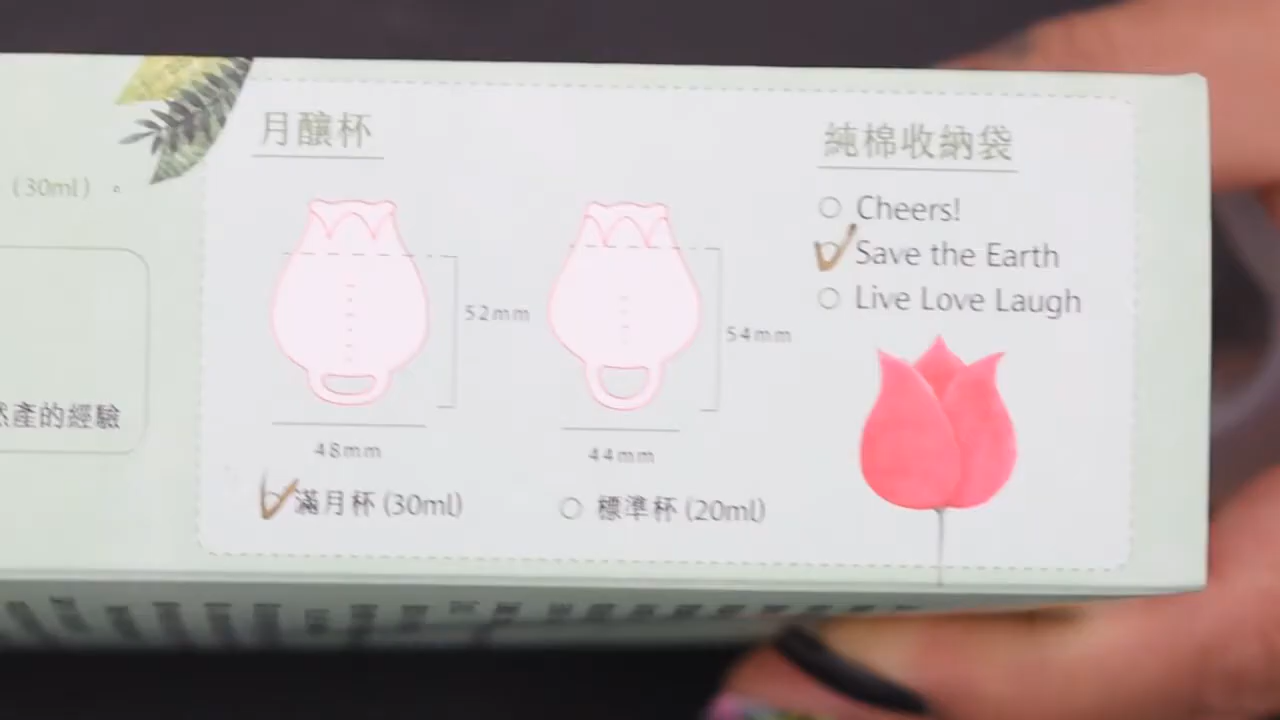 (30ml)。
然產的經驗
月釀杯
52mm
54mm
48mm
44mm
滿月杯 (30ml)
標準杯 (20ml)
純棉收納袋
Cheers!
Save the Earth
Live Love Laugh